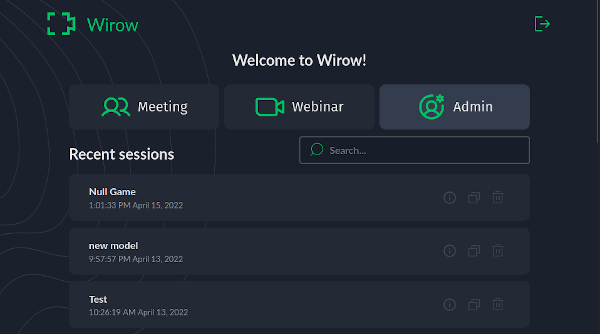 Wirow
Welcome to Wirow!
Meeting
Webinar
Admin
Recent sessions
Search...
Null Game
1:01:33 PM April 15, 2022
new model
9:57:57 PM April 13, 2022
Test
10:26:19 AM April 13, 2022